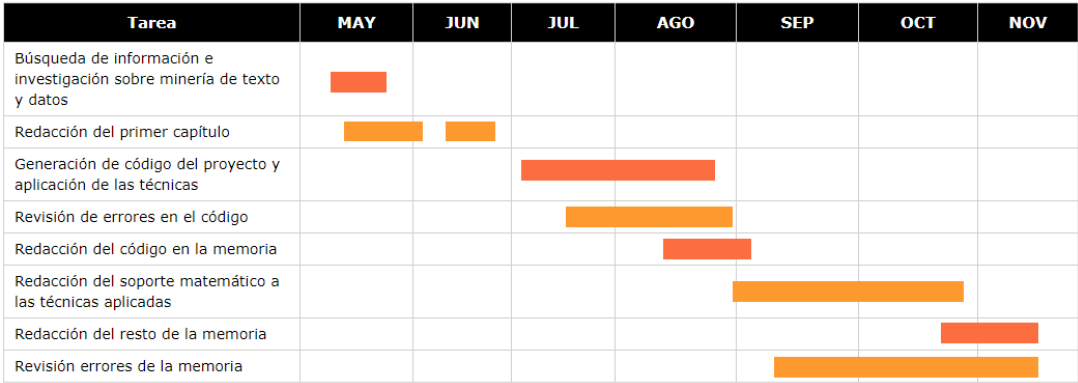 Tarea MAY JUN JUL AGO SEP OCT NOV
Búsqueda de información e
investigación sobre minería de texto
y datos
Redacción del primer capítulo
Generación de código del proyecto y
aplicación de las técnicas
Revisión de errores en el código
Redacción del código en la memoria
Redacción del soporte matemático a
las técnicas aplicadas
Redacción del resto de la memoria
Revisión errores de la memoria